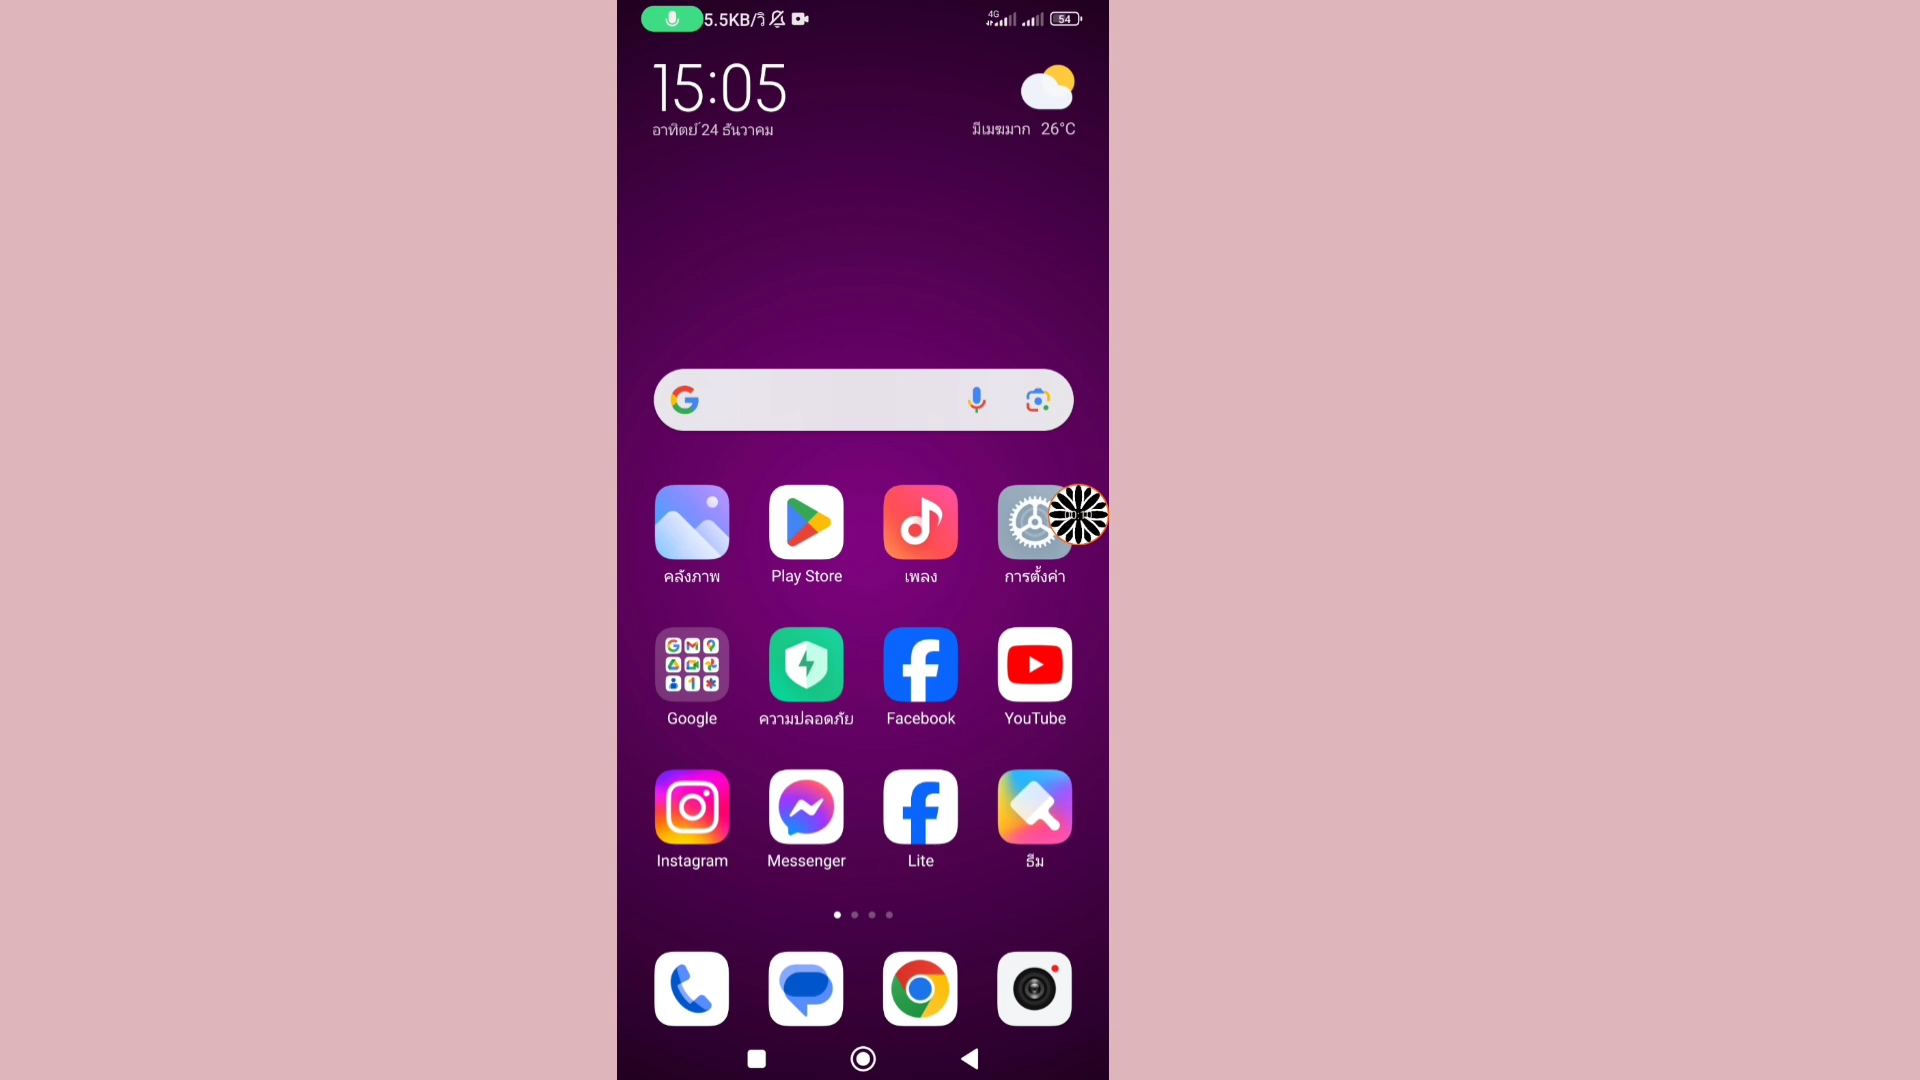 5.5KB/วิ
4G
54
15:05
อาทิตย์ 24 ธันวาคม
มีเมฆมาก 26°C
คลังภาพ
Play Store
เพลง
การตั้งค่า
Google
ความปลอดภัย
Facebook
YouTube
Instagram
Messenger
Lite
ธีม